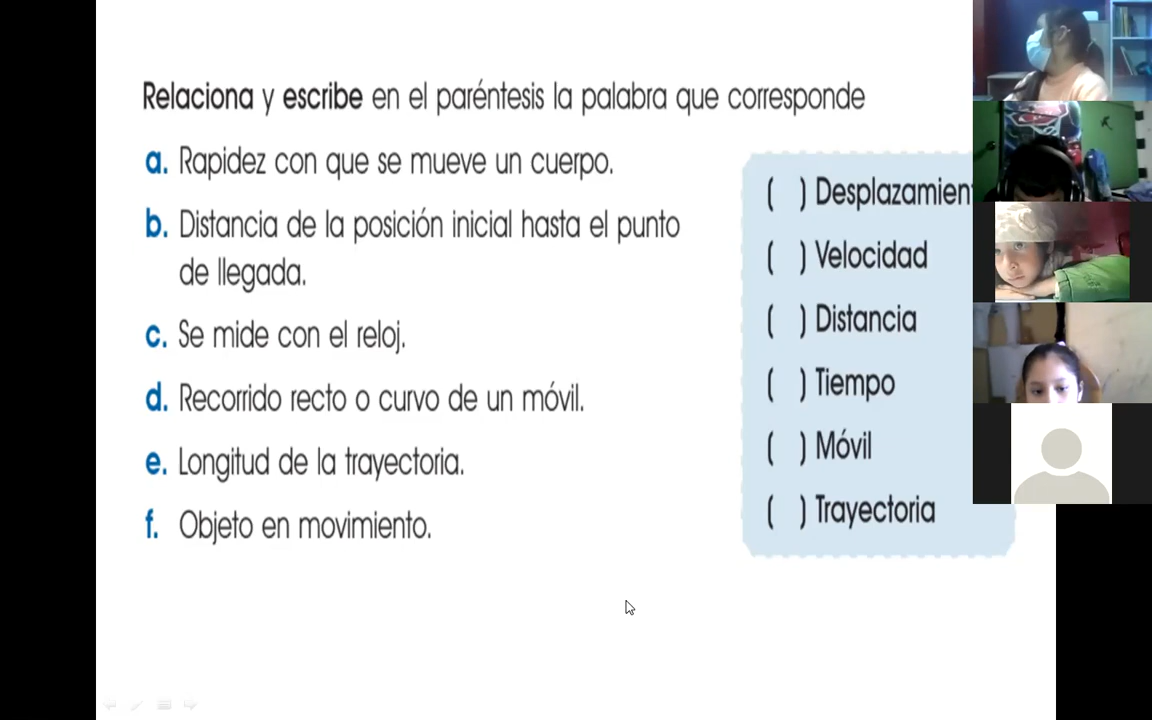 Relaciona y escribe en el paréntesis la palabra que corresponde
a. Rapidez con que se mueve un cuerpo.
b. Distancia de la posición inicial hasta el punto
de llegada.
c. Se mide con el reloj.
d. Recorrido recto o curvo de un móvil.
e. Longitud de la trayectoria.
f. Objeto en movimiento.
( ) Desplazamien
( ) Velocidad
( ) Distancia
( ) Tiempo
( ) Móvil
( ) Trayectoria